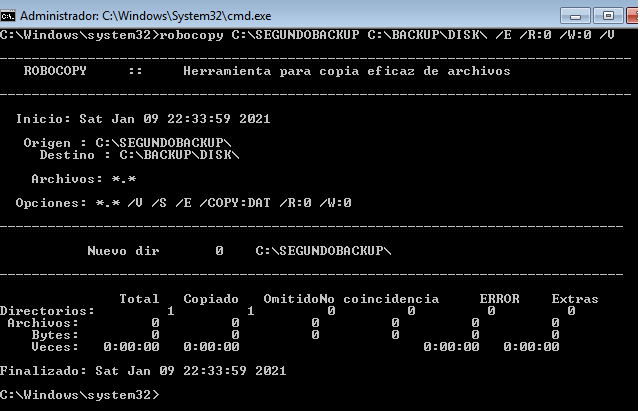 Administrador: C:\Windows\System32\cmd.exe
C:\Windows\system32>robocopy C:\SEGUNDOBACKUP C:\BACKUP\DISK\ /E /R:0 /W:0 /V
-------------------------------------------------------------------------------
ROBOCOPY :: Herramienta para copia eficaz de archivos
-------------------------------------------------------------------------------
Inicio: Sat Jan 09 22:33:59 2021
Origen : C:\SEGUNDOBACKUP\
Destino : C:\BACKUP\DISK\
Archivos: *.*
Opciones: *.* /V /S /E /COPY:DAT /R:0 /W:0
------------------------------------------------------------------------------
Nuevo dir 0 C:\SEGUNDOBACKUP\
------------------------------------------------------------------------------
Total Copiado OmitidoNo coincidencia ERROR Extras
Directorios: 1 1 0 0 0 0
Archivos: 0 0 0 0 0 0
Bytes: 0 0 0 0 0 0
Veces: 0:00:00 0:00:00 0:00:00 0:00:00
Finalizado: Sat Jan 09 22:33:59 2021
C:\Windows\system32>